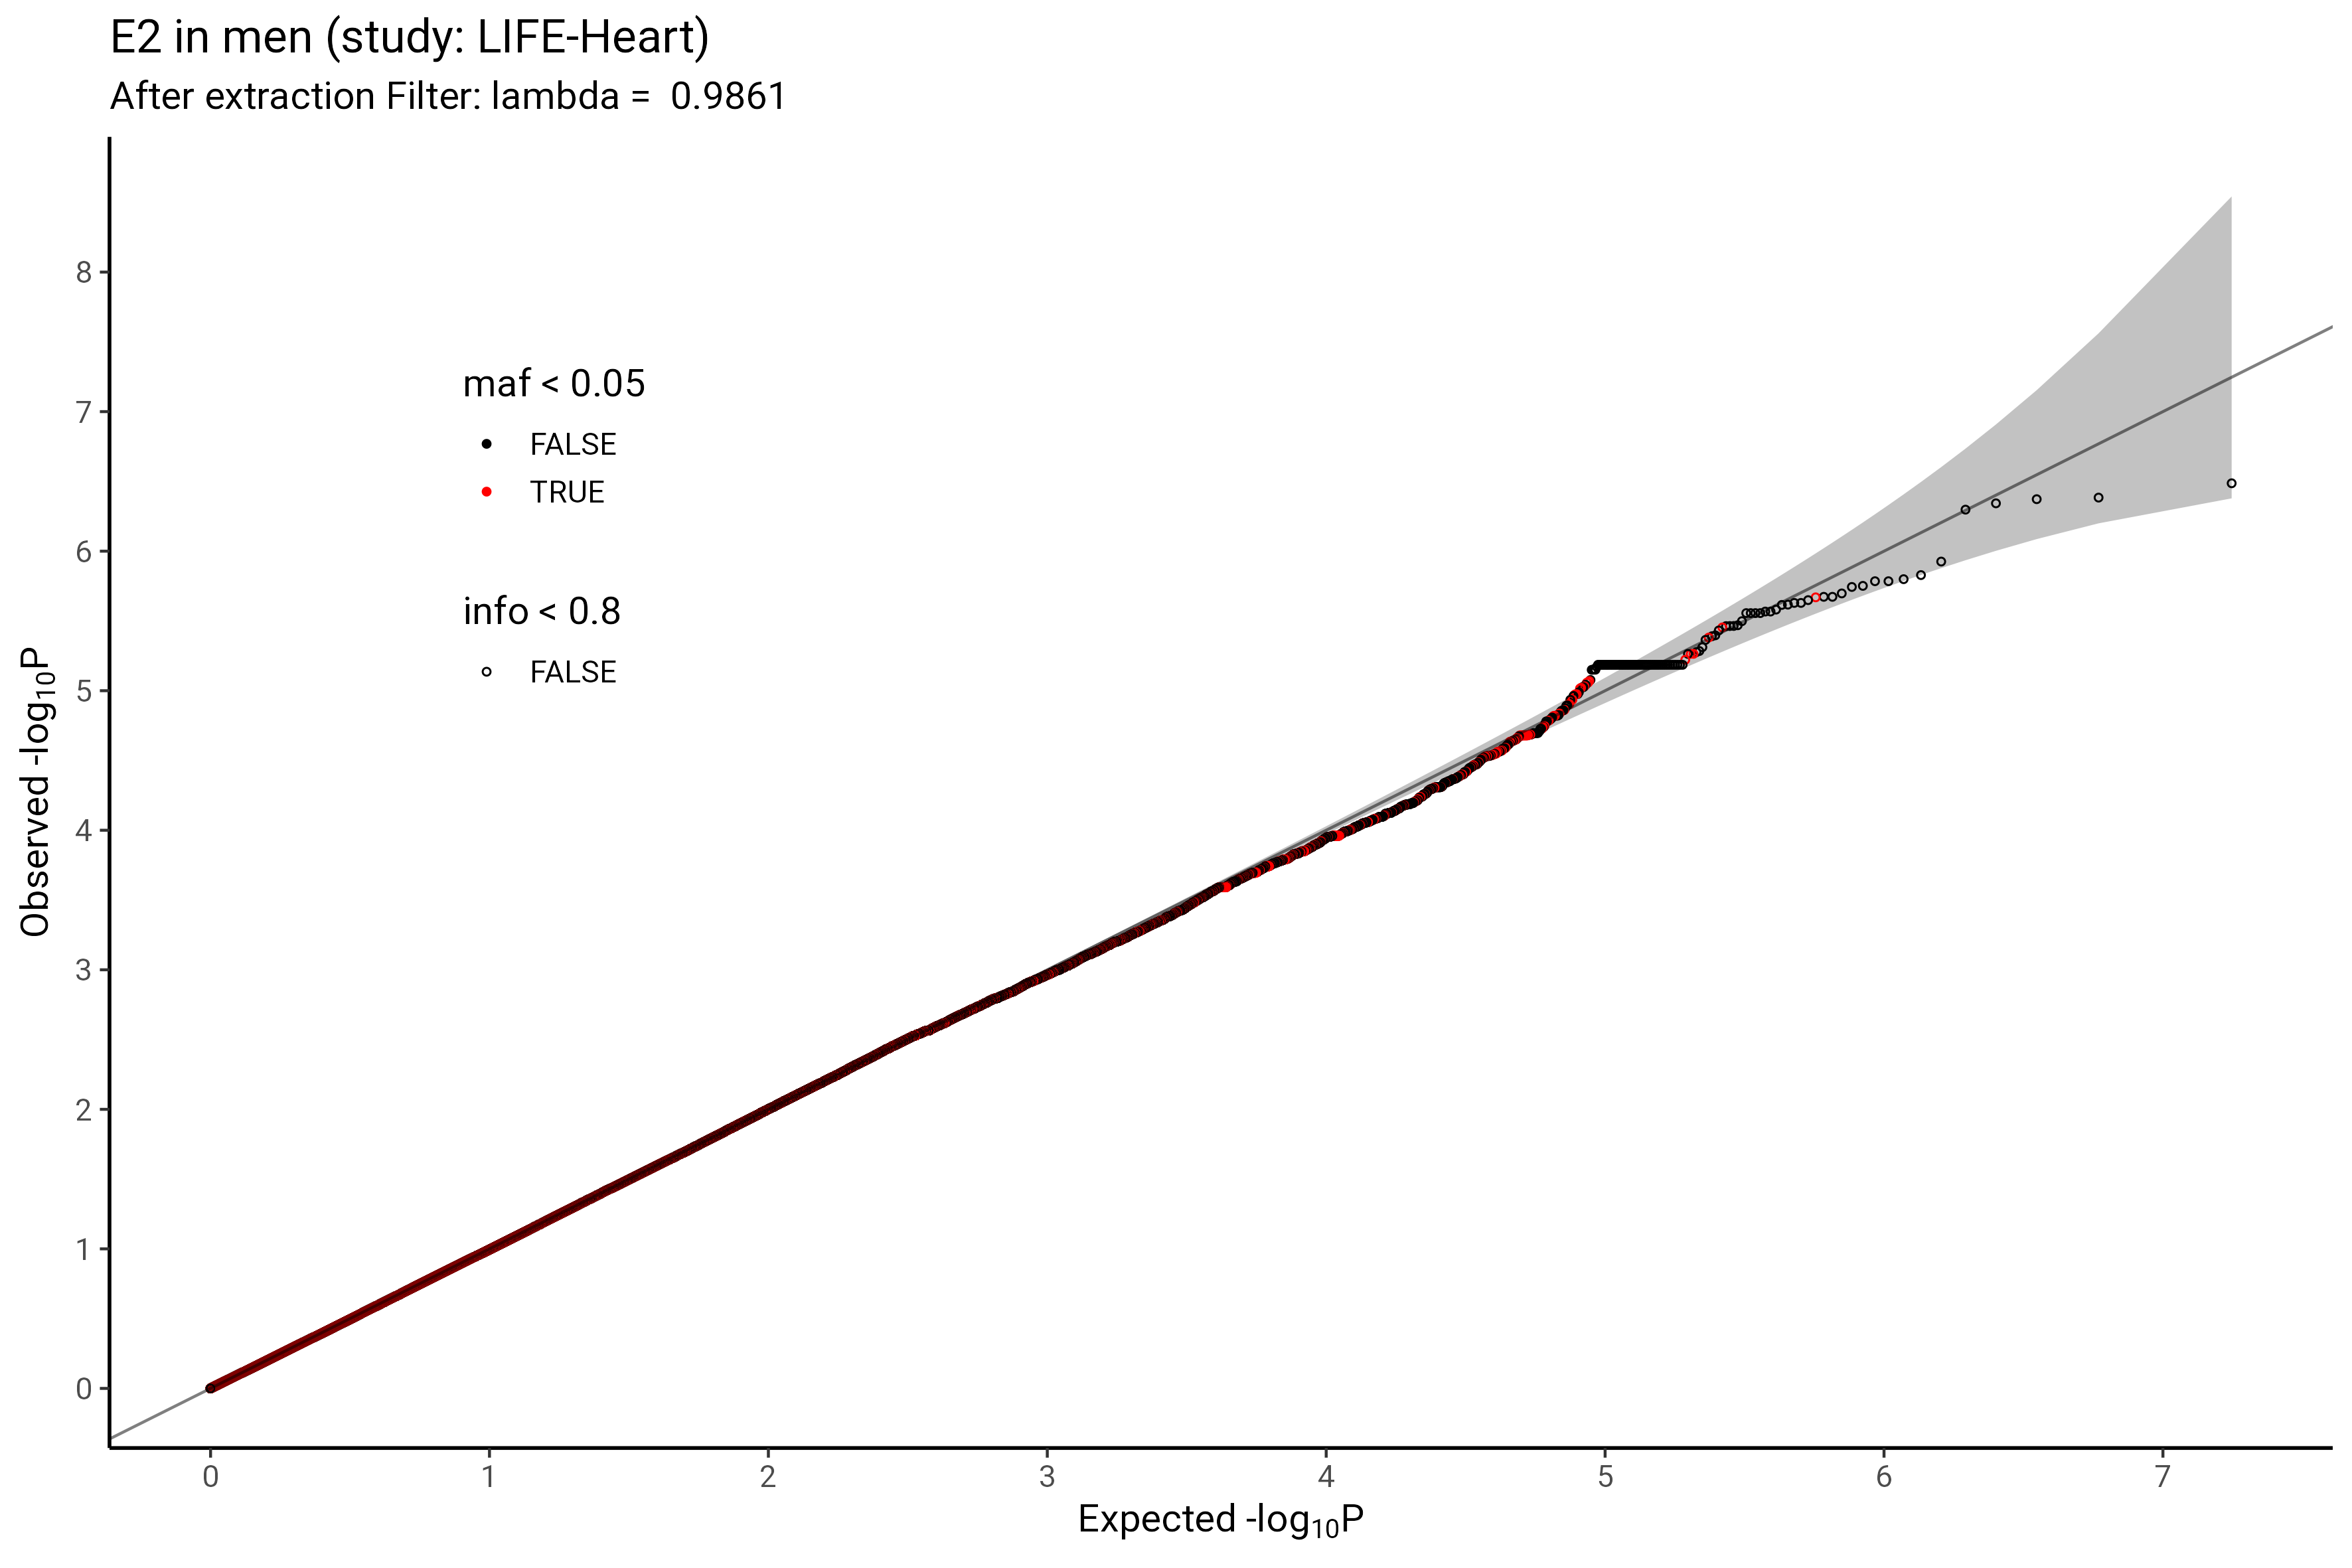 E2 in men (study: LIFE-Heart)
After extraction Filter: lambda =  0.9861
8
7
6
5
4
3
2
1
0
Observed -log10P
maf < 0.05
FALSE
TRUE
info < 0.8
FALSE
0 1 2 3 4 5 6 7
Expected -log10P